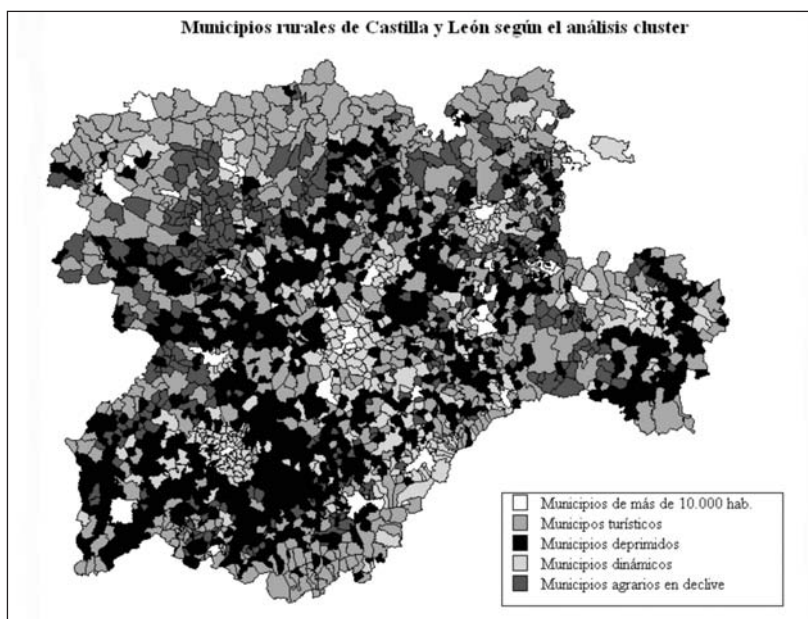 Municipios rurales de Castilla y León según el análisis cluster
Municipios de más de 10.000 hab.
Municipos turísticos
Municipios deprimidos
Municipios dinámicos
Municipios agrarios en declive